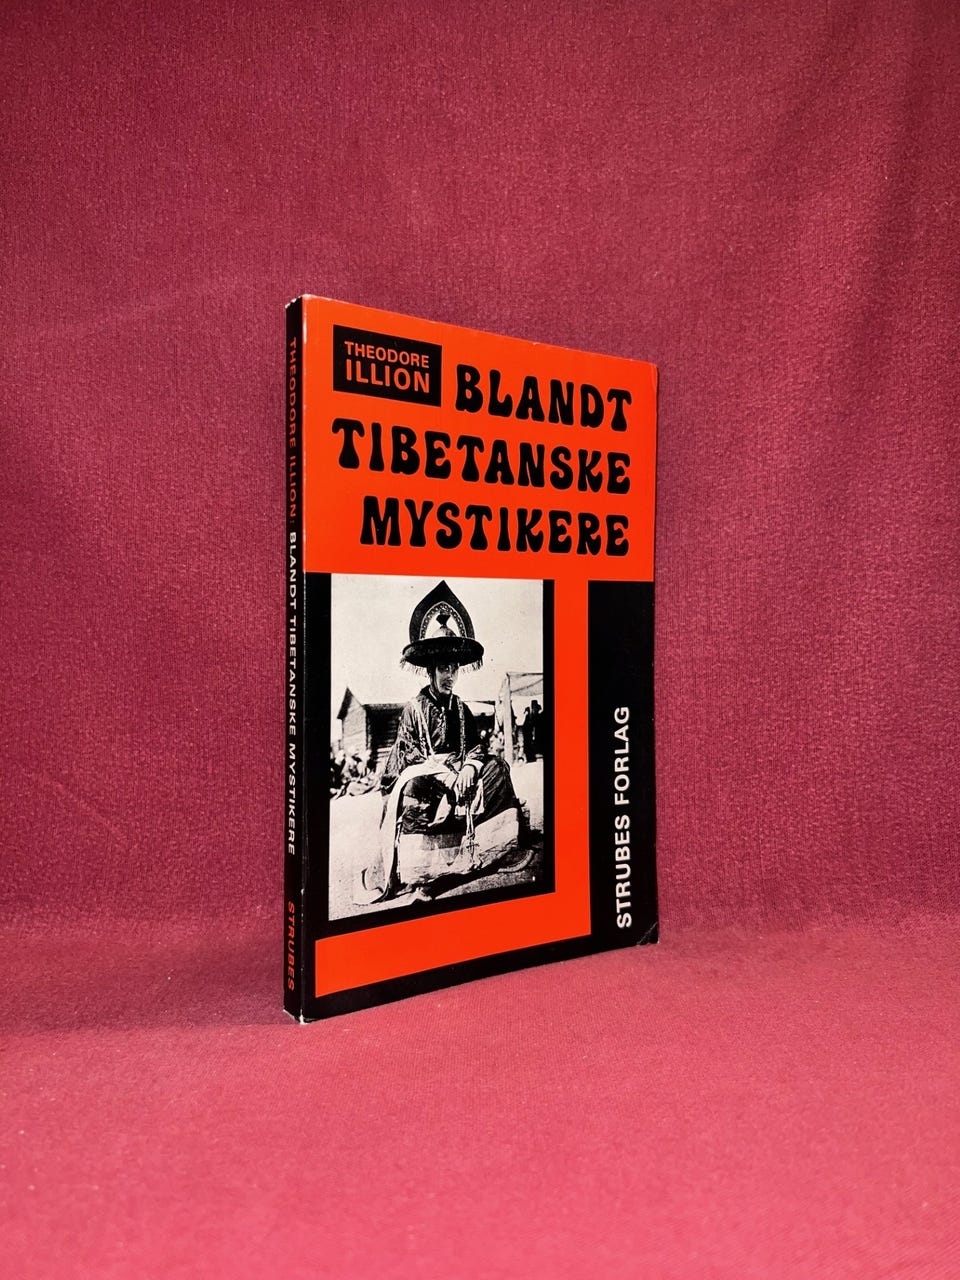 THEODORE
ILLION
BLANDT
TIBETANSKE
MYSTIKERE
STRUBES FORLAG
THEODORE ILLION: BLANDT TIBETANSKE MYSTIKERE STRUBES